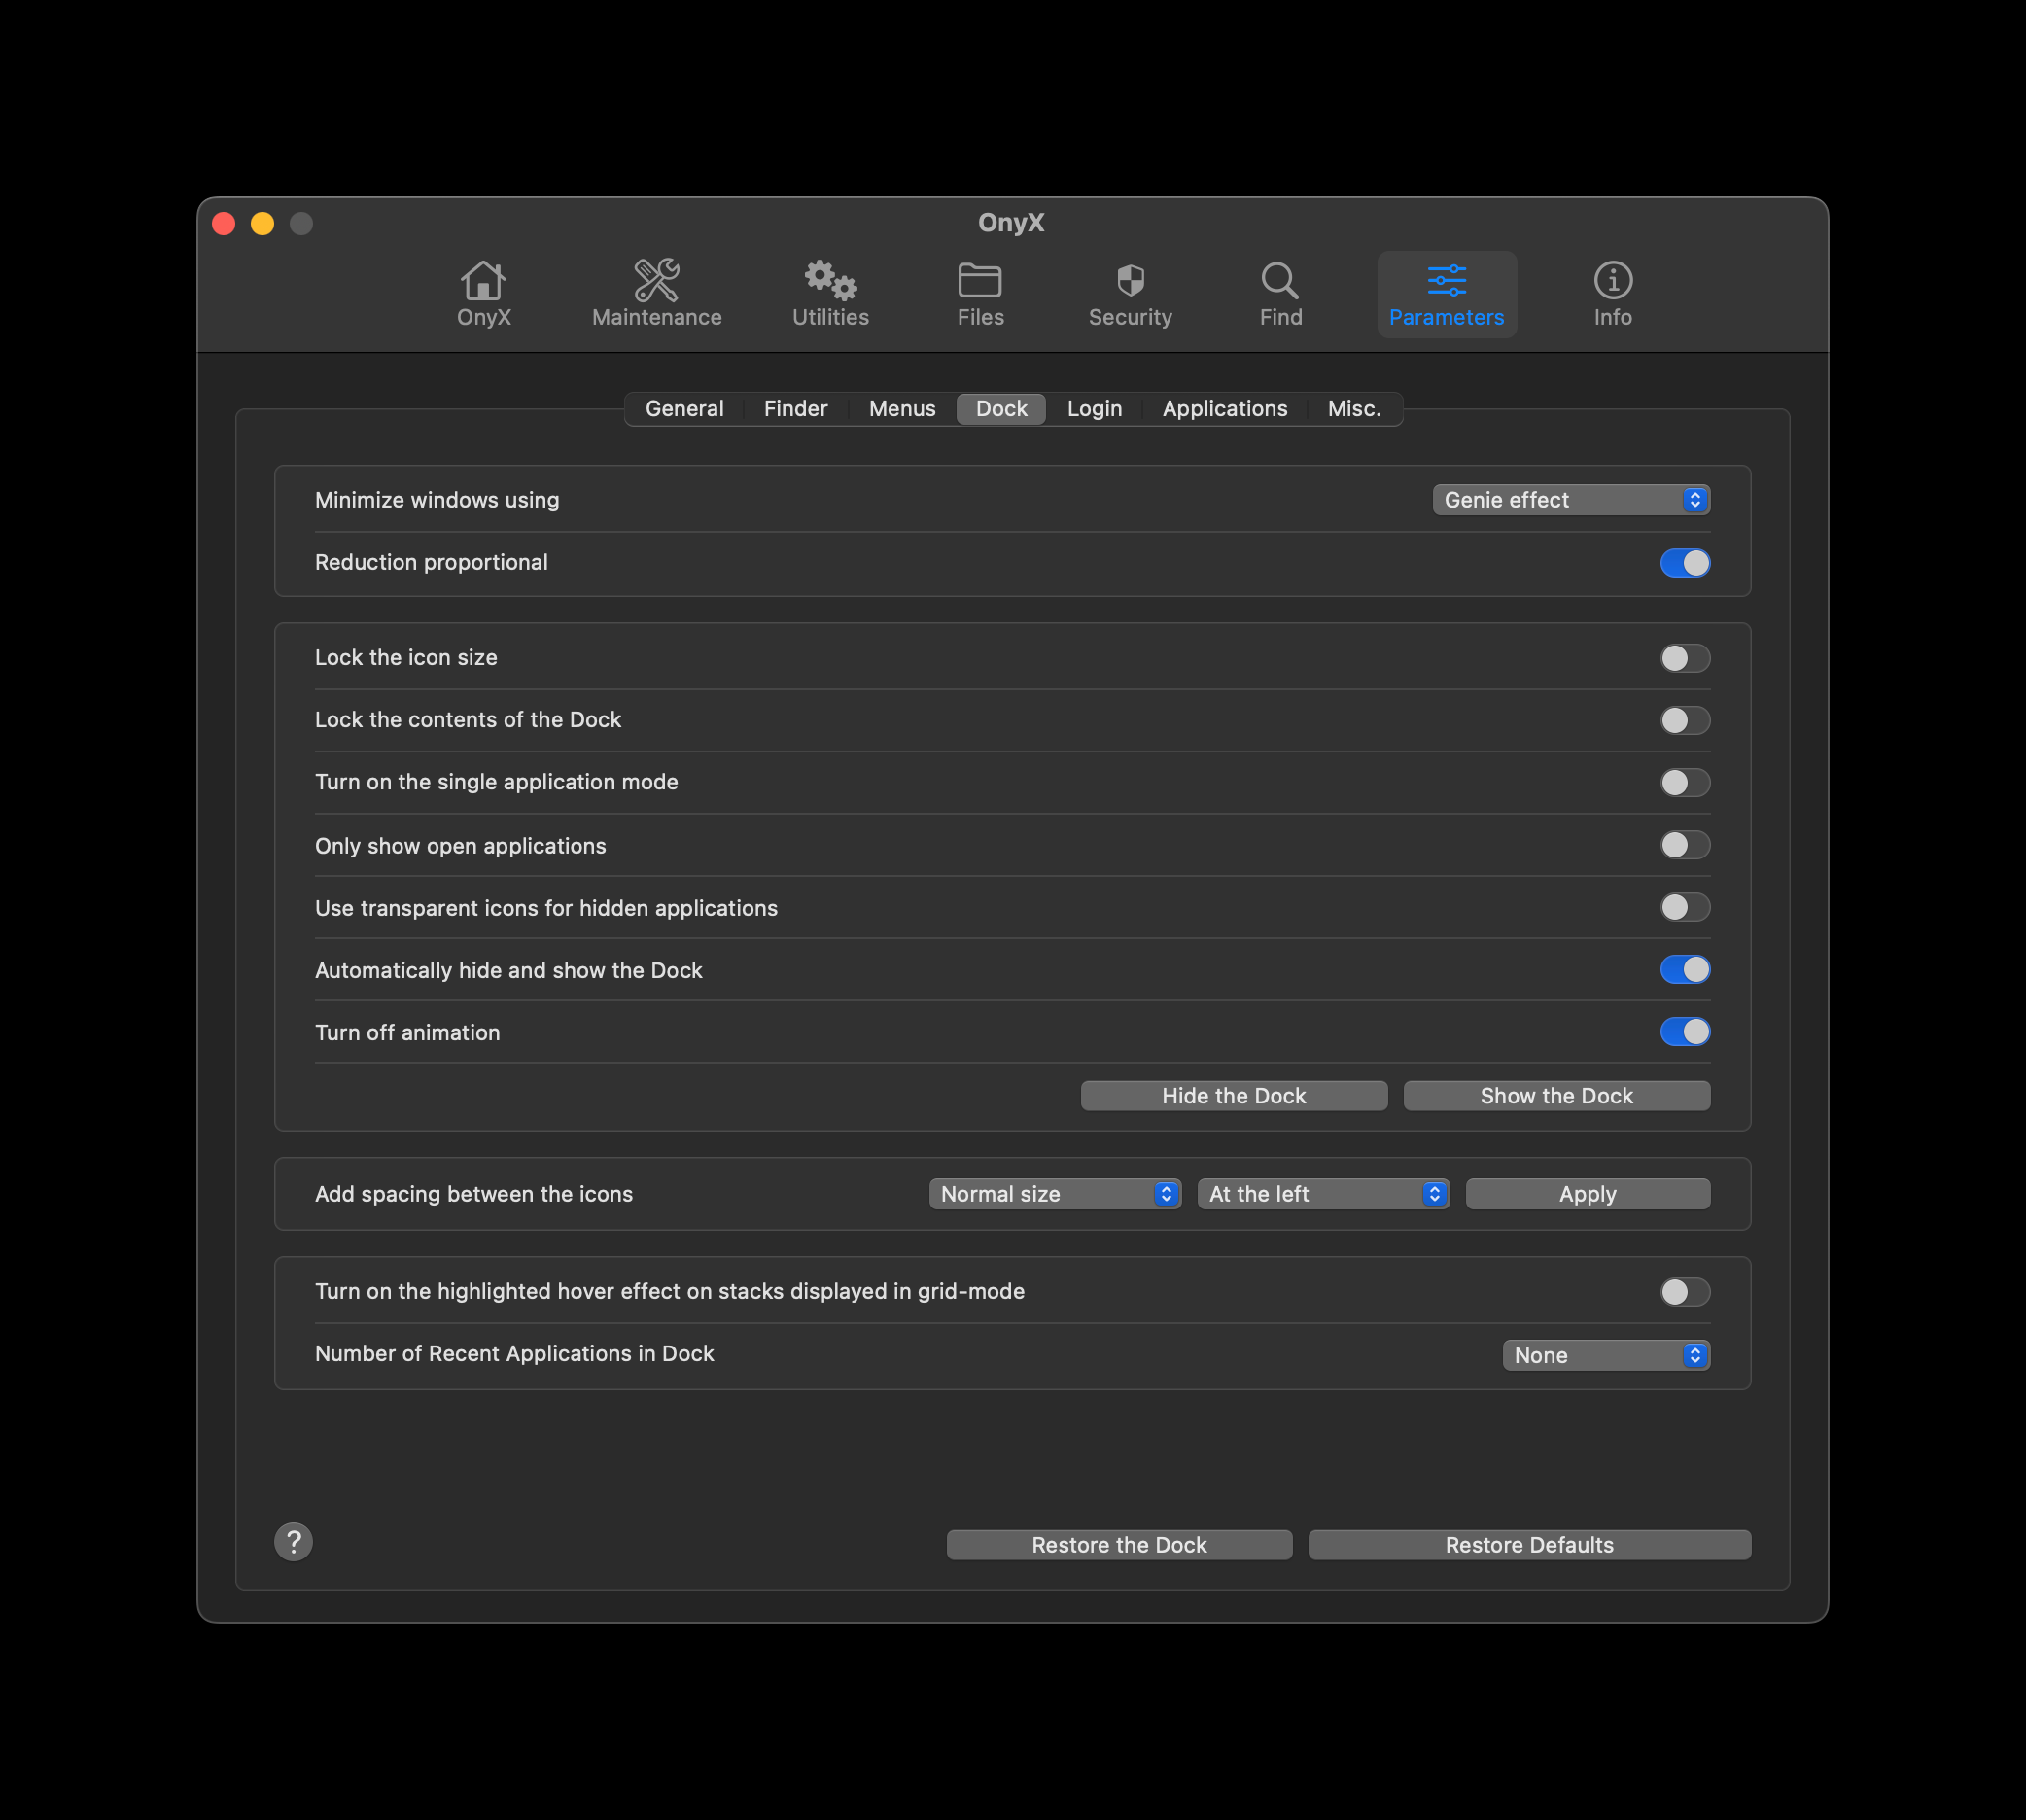 OnyX
OnyX Maintenance Utilities Files Security Find Parameters Info
General Finder Menus Dock Login Applications Misc.
Minimize windows using Genie effect
Reduction proportional
Lock the icon size
Lock the contents of the Dock
Turn on the single application mode
Only show open applications
Use transparent icons for hidden applications
Automatically hide and show the Dock
Turn off animation
Hide the Dock Show the Dock
Add spacing between the icons Normal size At the left Apply
Turn on the highlighted hover effect on stacks displayed in grid-mode
Number of Recent Applications in Dock None
? Restore the Dock Restore Defaults